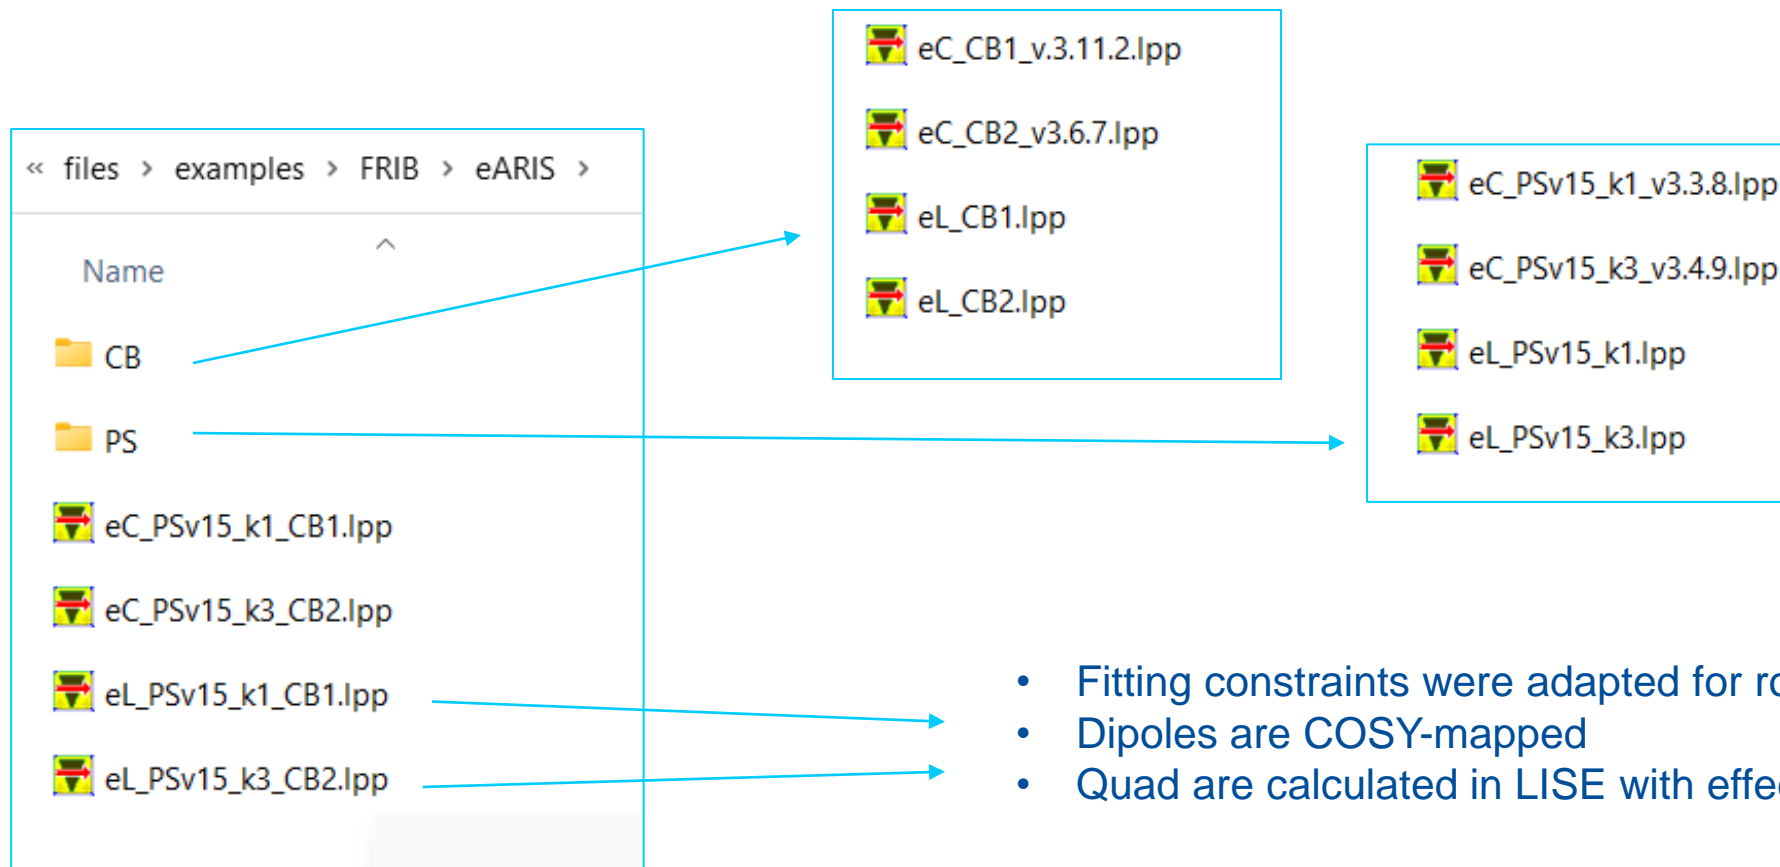 « files > examples > FRIB > eARIS >
Name
CB
PS
eC_PSv15_k1_CB1.lpp
eC_PSv15_k3_CB2.lpp
eL_PSv15_k1_CB1.lpp
eL_PSv15_k3_CB2.lpp
eC_CB1_v.3.11.2.lpp
eC_CB2_v3.6.7.lpp
eL_CB1.lpp
eL_CB2.lpp
eC_PSv15_k1_v3.3.8.lpp
eC_PSv15_k3_v3.4.9.lpp
eL_PSv15_k1.lpp
eL_PSv15_k3.lpp
• Fitting constraints were adapted for
• Dipoles are COSY-mapped
• Quad are calculated in LISE with